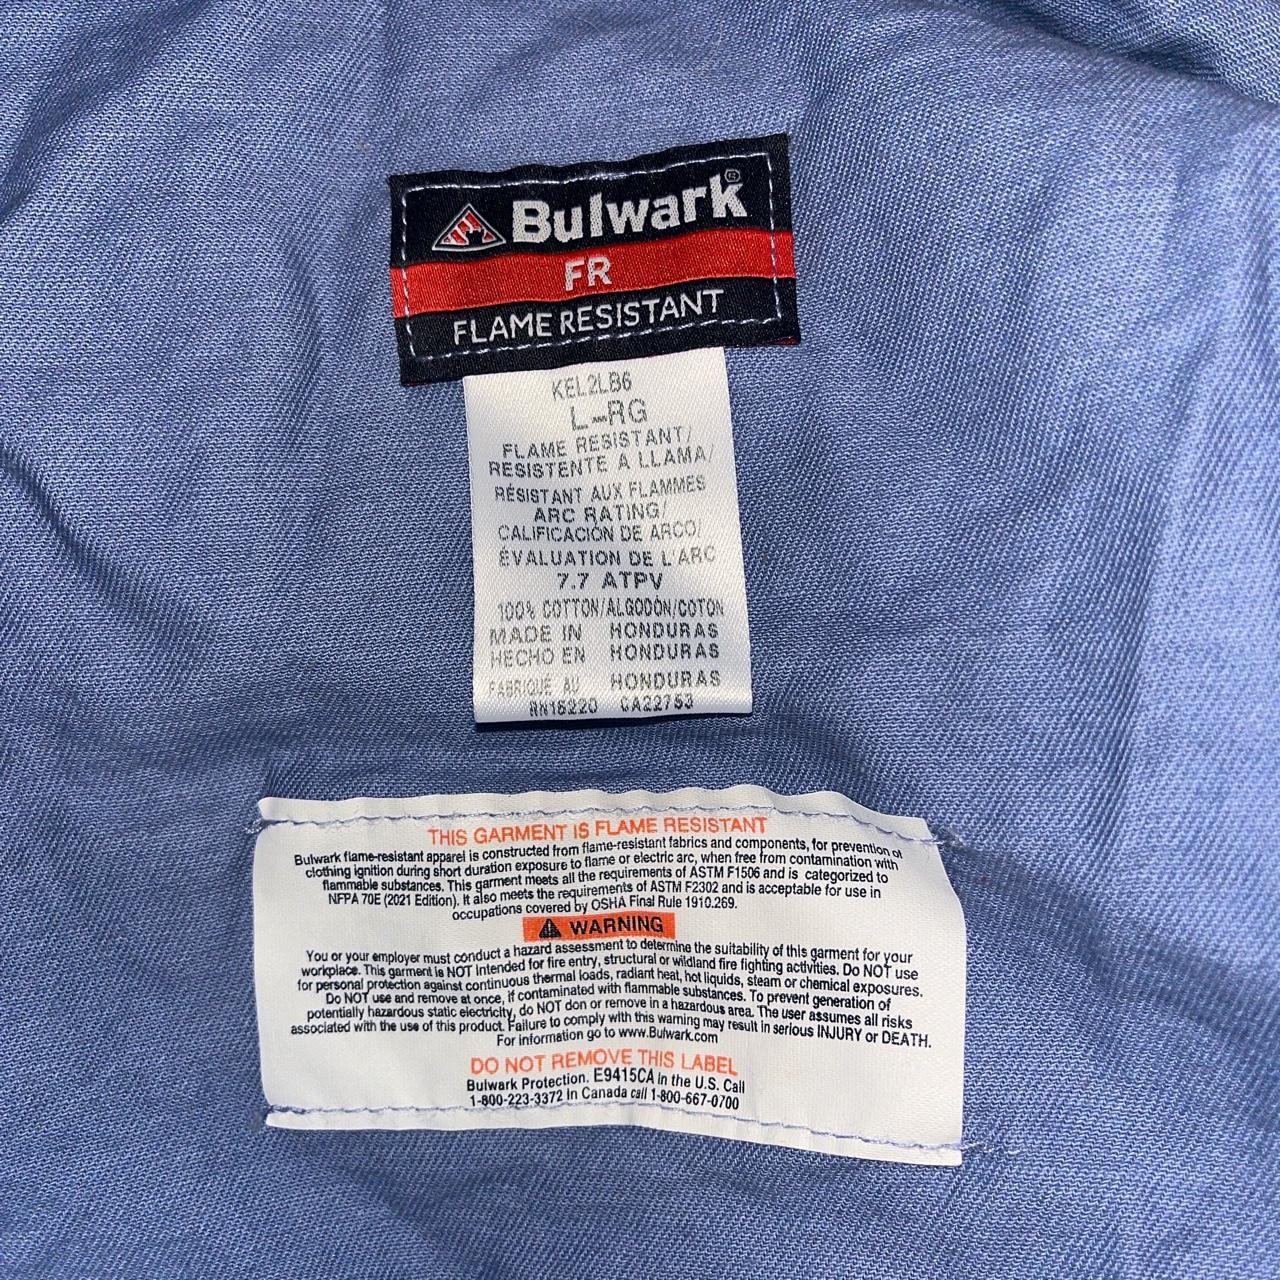 Bulwark®
FR
FLAME RESISTANT
KEL2LB6
L-RG
FLAME RESISTANT/
RESISTENTE A LLAMA/
RÉSISTANT AUX FLAMMES
ARC RATING/
CALIFICACIÓN DE ARCO/
ÉVALUATION DE L'ARC
7.7 ATPV
100% COTTON/ALGODÓN/COTON
MADE IN HONDURAS
HECHO EN HONDURAS
FABRIQUÉ AU HONDURAS
RN15220 CA22753
THIS GARMENT IS FLAME RESISTANT
Bulwark flame-resistant apparel is constructed from flame-resistant fabrics and components, for prevention of
clothing ignition during short duration exposure to flame or electric arc, when free from contamination with
flammable substances. This garment meets all the requirements of ASTM F1506 and is categorized to
NFPA 70E (2021 Edition). It also meets the requirements of ASTM F2302 and is acceptable for use in
occupations covered by OSHA Final Rule 1910.269.
WARNING
You or your employer must conduct a hazard assessment to determine the suitability of this garment for your
workplace. This garment is NOT intended for fire entry, structural or wildland fire fighting activities. Do NOT use
for personal protection against continuous thermal loads, radiant heat, hot liquids, steam or chemical exposures.
Do NOT use and remove at once, if contaminated with flammable substances. To prevent generation of
potentially hazardous static electricity, do NOT don or remove in a hazardous area. The user assumes all risks
associated with the use of this product. Failure to comply with this warning may result in serious INJURY or DEATH.
For information go to www.Bulwark.com
DO NOT REMOVE THIS LABEL
Bulwark Protection. E9415CA in the U.S. Call
1-800-223-3372 in Canada call 1-800-667-0700